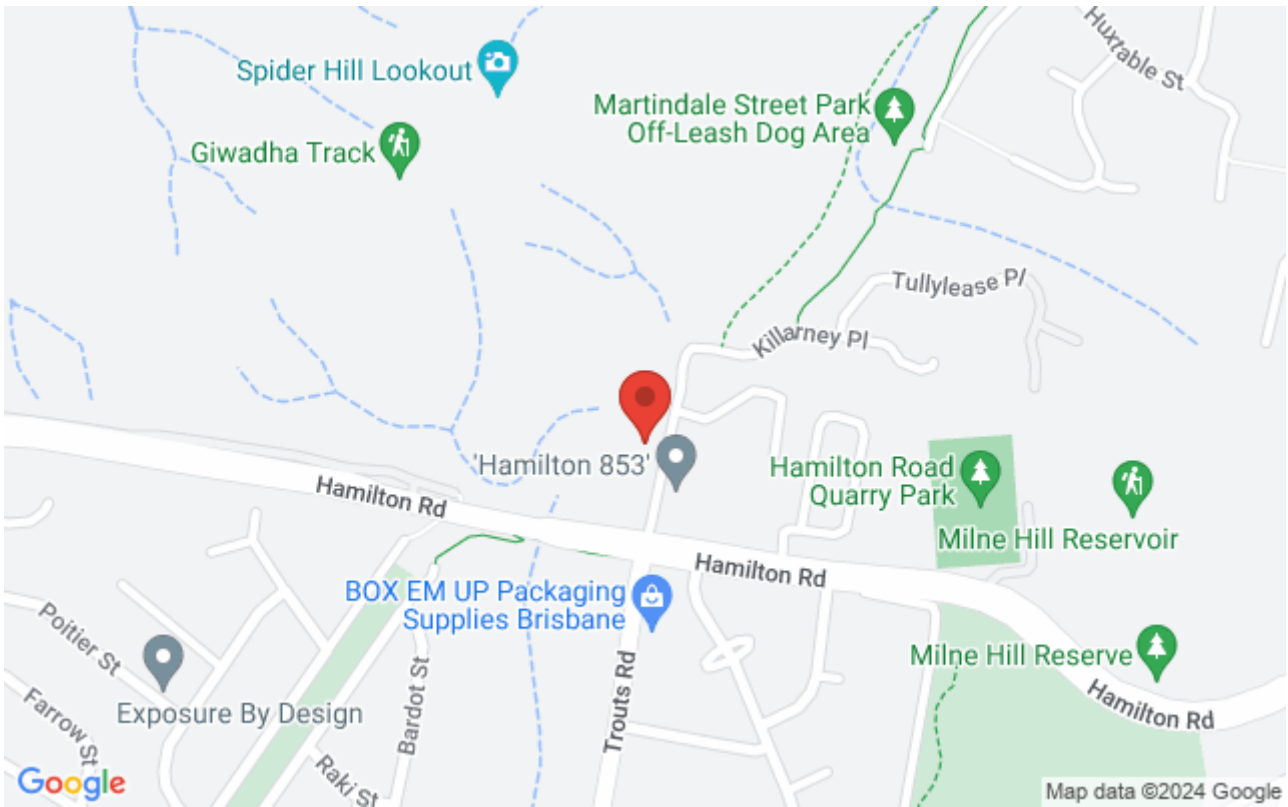 Huxtable St
Spider Hill Lookout
Martindale Street Park
Off-Leash Dog Area
Giwadha Track
Tullylease Pl
Killarney Pl
'Hamilton 853'
Hamilton Rd
Hamilton Road
Quarry Park
Milne Hill Reservoir
Hamilton Rd
BOX EM UP Packaging
Supplies Brisbane
Poitier St
Milne Hill Reserve
Trouts Rd
Bardot St
Hamilton Rd
Farrow St
Exposure By Design
Raki St
Google
Map data ©2024 Google